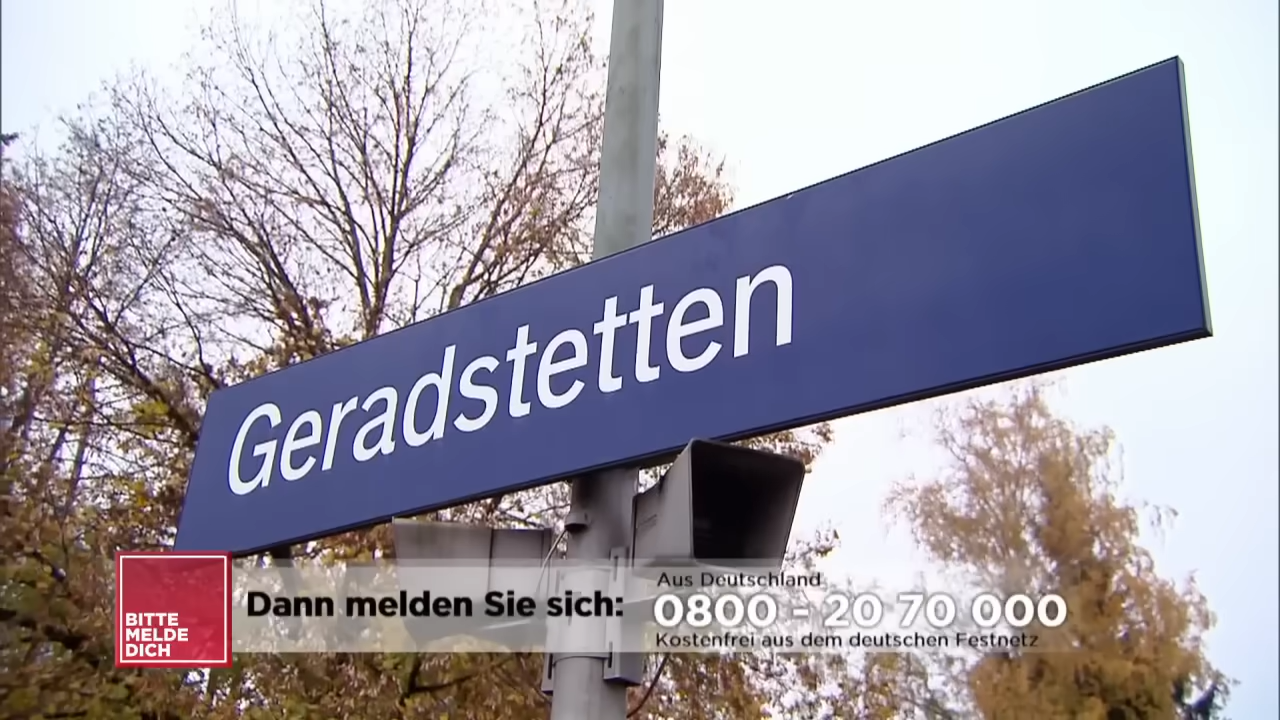 Geradstetten
BITTE
MELDE
DICH
Dann melden Sie sich:
Aus Deutschland
0800 - 20 70 000
Kostenfrei aus dem deutschen Festnetz